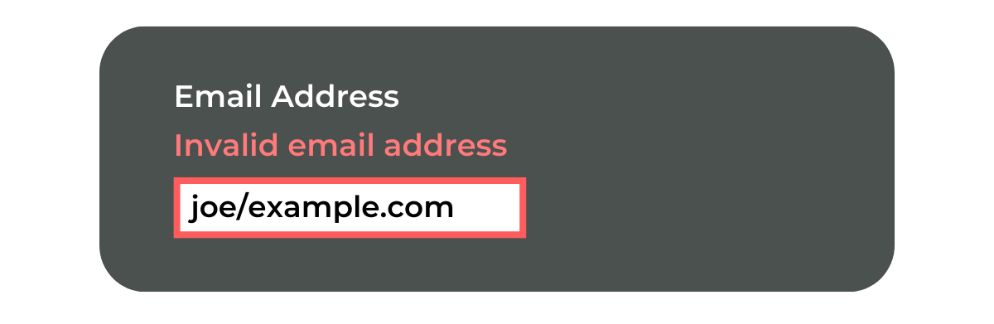 Email Address
Invalid email address
joe/example.com